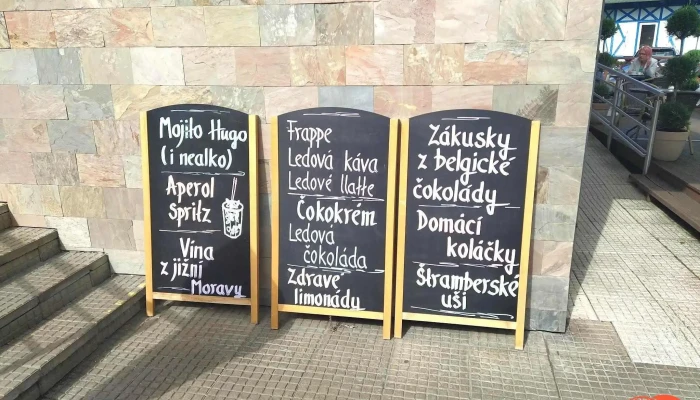 Mojito Hugo
(i nealko)
Aperol
Spritz
Vína
z jižní
Moravy
Frappe
Ledová káva
Ledové llatte
Čokokrém
Ledová
čokoláda
Zdravé
limonády
Zákusky
z belgické
čokolády
Domácí
koláčky
Štramberské
uši